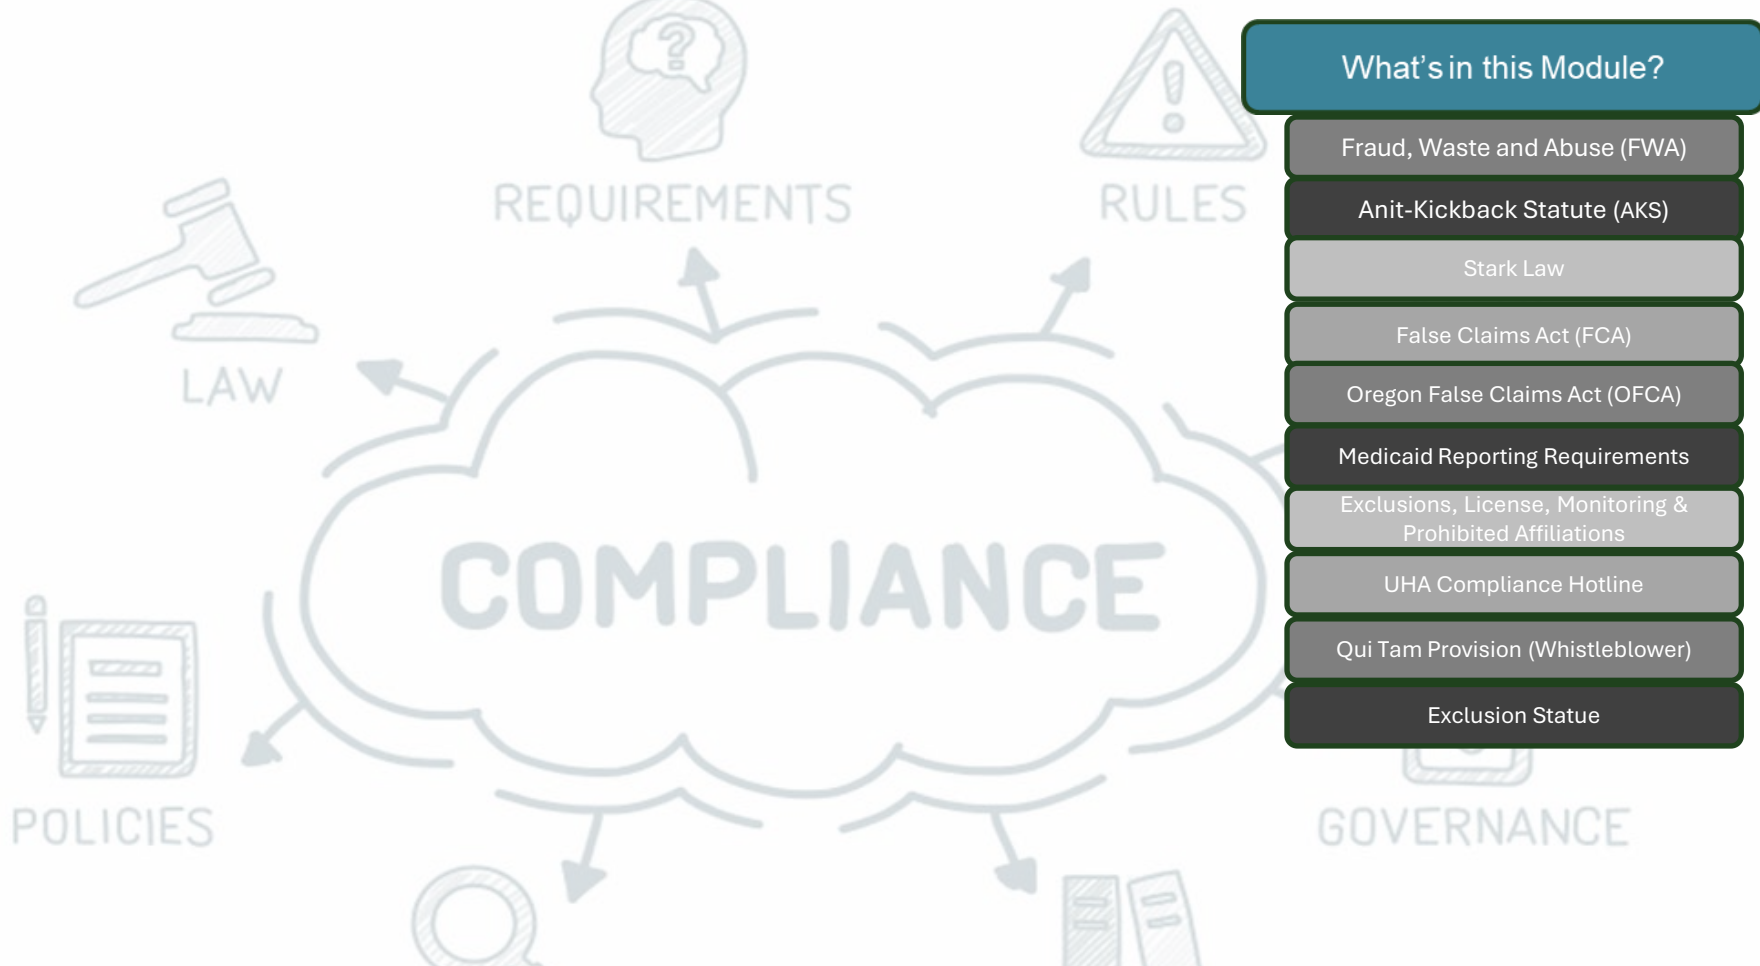 REQUIREMENTS
RULES
LAW
COMPLIANCE
POLICIES
GOVERNANCE
What's in this Module?
Fraud, Waste and Abuse (FWA)
Anit-Kickback Statute (AKS)
Stark Law
False Claims Act (FCA)
Oregon False Claims Act (OFCA)
Medicaid Reporting Requirements
Exclusions, License, Monitoring &
Prohibited Affiliations
UHA Compliance Hotline
Qui Tam Provision (Whistleblower)
Exclusion Statue